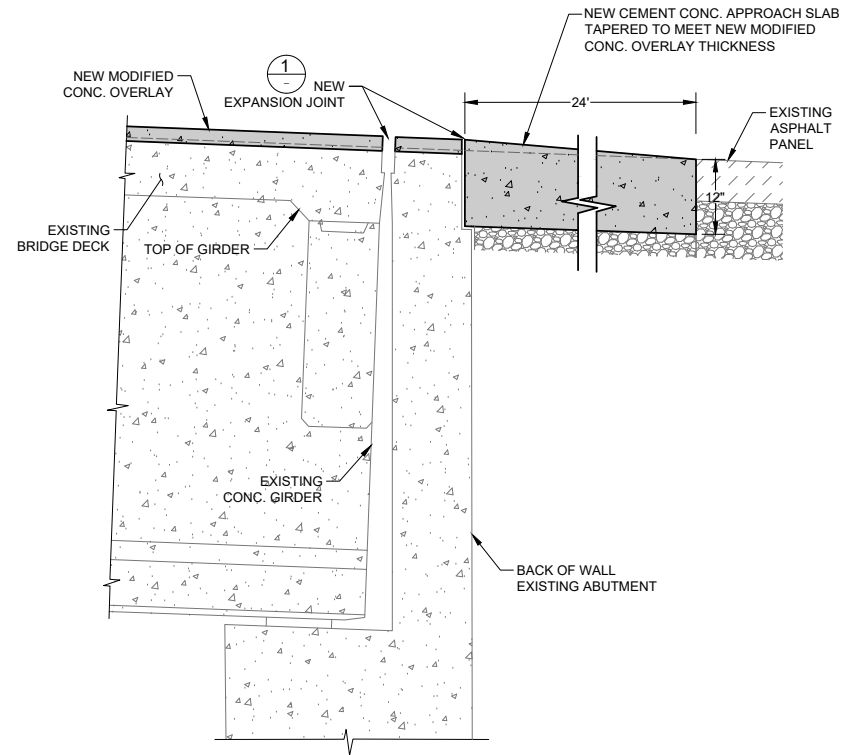 NEW CEMENT CONC. APPROACH SLAB
TAPERED TO MEET NEW MODIFIED
CONC. OVERLAY THICKNESS
NEW MODIFIED
CONC. OVERLAY
1
-
NEW
EXPANSION JOINT
24'
EXISTING
ASPHALT
PANEL
12"
EXISTING
BRIDGE DECK
TOP OF GIRDER
EXISTING
CONC. GIRDER
BACK OF WALL
EXISTING ABUTMENT